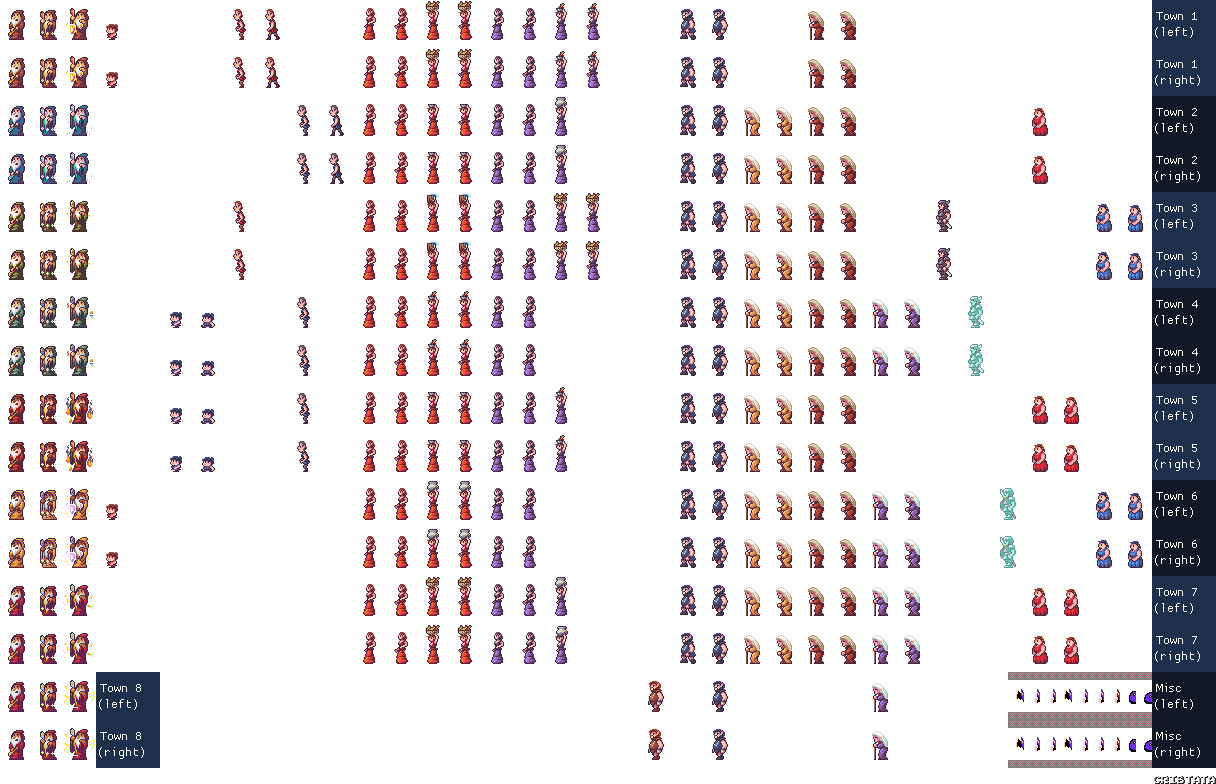 Town 1
(left)
Town 1
(right)
Town 2
(left)
Town 2
(right)
Town 3
(left)
Town 3
(right)
Town 4
(left)
Town 4
(right)
Town 5
(left)
Town 5
(right)
Town 6
(left)
Town 6
(right)
Town 7
(left)
Town 7
(right)
Town 8
(left)
Misc
(left)
Town 8
(right)
Misc
(right)
CRISTATA